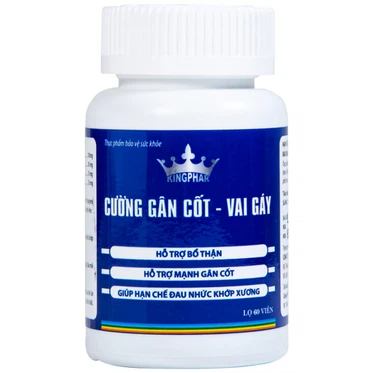 Thực phẩm bảo vệ sức khỏe
KINGPHAR
CƯỜNG GÂN CỐT - VAI GÁY
HỖ TRỢ BỔ THẬN
HỖ TRỢ MẠNH GÂN CỐT
GIÚP HẠN CHẾ ĐAU NHỨC KHỚP XƯƠNG
LỌ 60 VIÊN